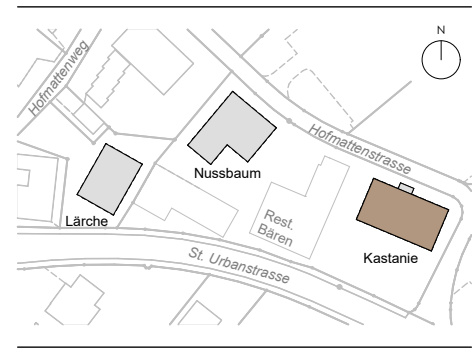 N
Hofmattenweg
Hofmattenstrasse
Nussbaum
Lärche
Rest.
Bären
St. Urbanstrasse
Kastanie